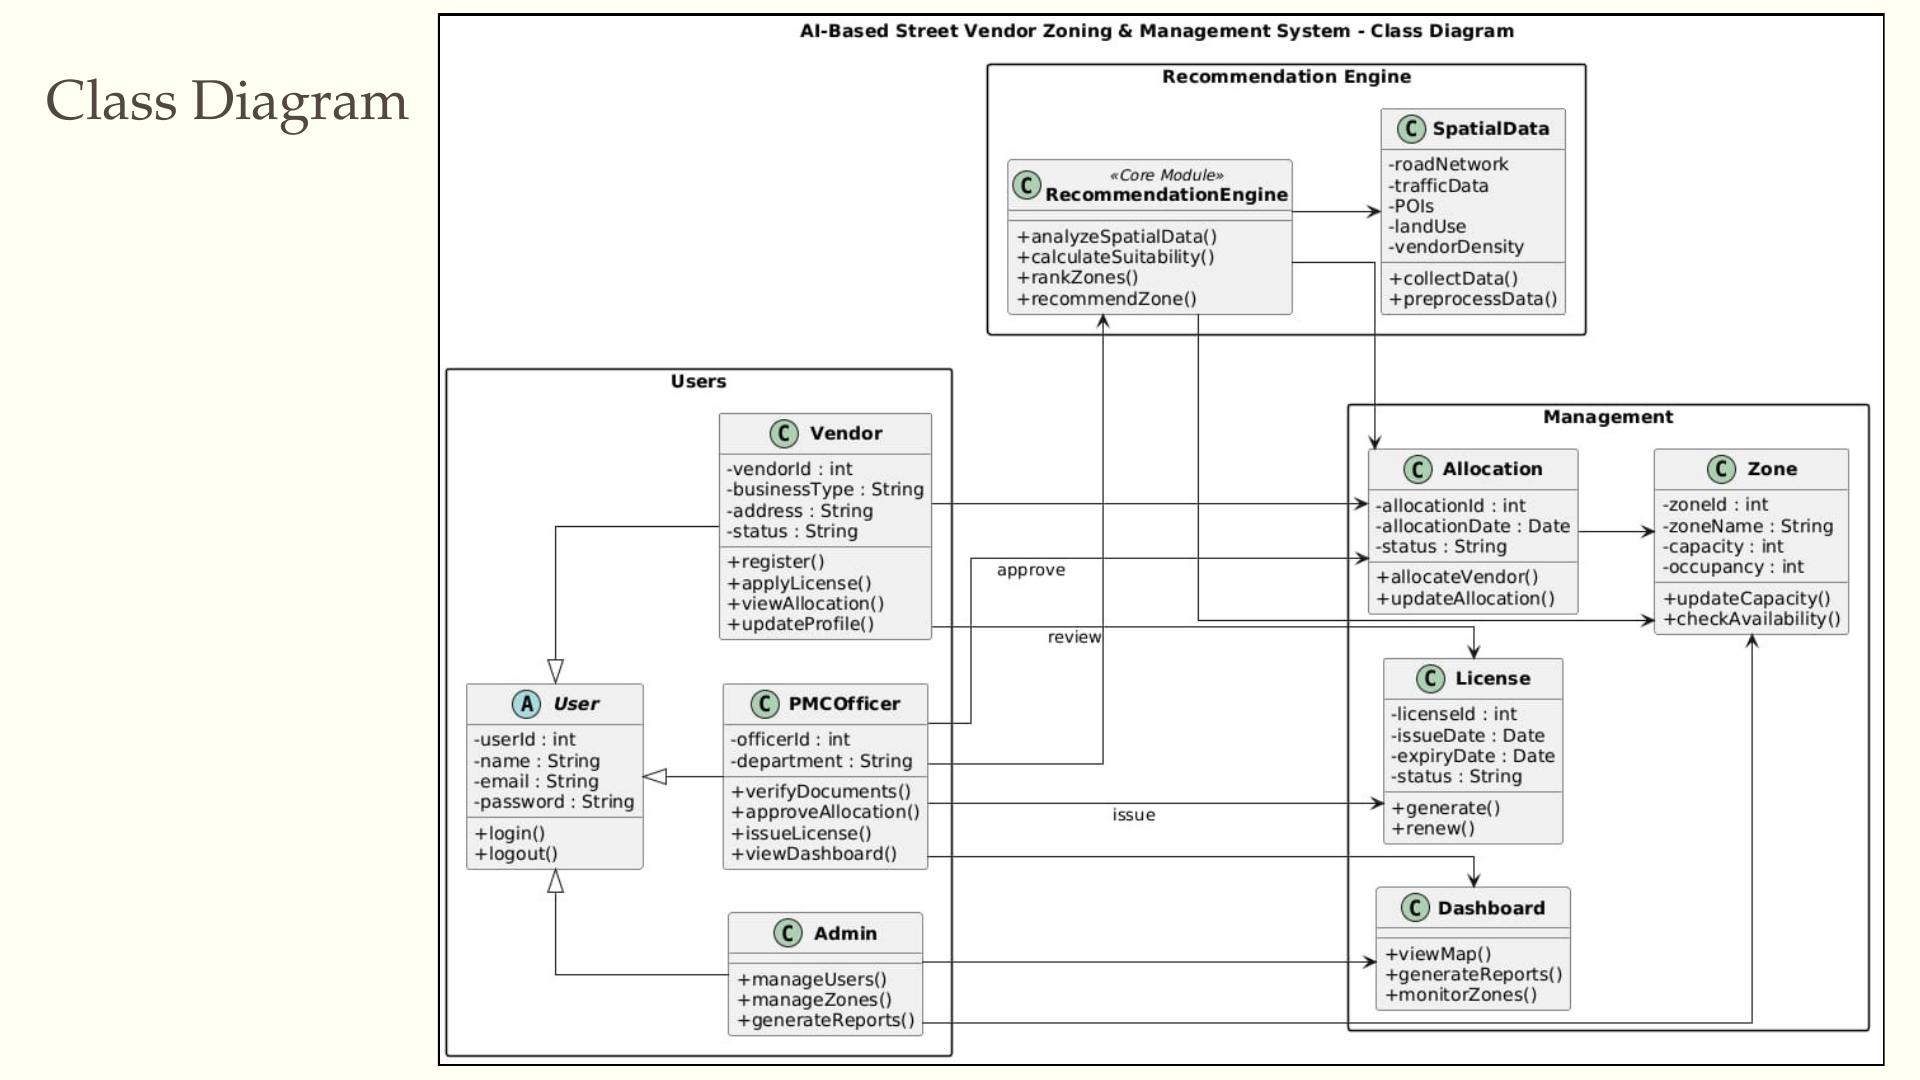 Class Diagram
AI-Based Street Vendor Zoning & Management System - Class Diagram
Recommendation Engine
C SpatialData
-roadNetwork
-trafficData
-POIs
-landUse
-vendorDensity
+collectData()
+preprocessData()
«Core Module»
C RecommendationEngine
+analyzeSpatialData()
+calculateSuitability()
+rankZones()
+recommendZone()
Users
C Vendor
-vendorId : int
-businessType : String
-address : String
-status : String
+register()
+applyLicense()
+viewAllocation()
+updateProfile()
A User
-userId : int
-name : String
-email : String
-password : String
+login()
+logout()
C PMCOfficer
-officerId : int
-department : String
+verifyDocuments()
+approveAllocation()
+issueLicense()
+viewDashboard()
C Admin
+manageUsers()
+manageZones()
+generateReports()
approve
review
issue
Management
C Allocation
-allocationId : int
-allocationDate : Date
-status : String
+allocateVendor()
+updateAllocation()
C Zone
-zoneId : int
-zoneName : String
-capacity : int
-occupancy : int
+updateCapacity()
+checkAvailability()
C License
-licenseId : int
-issueDate : Date
-expiryDate : Date
-status : String
+generate()
+renew()
C Dashboard
+viewMap()
+generateReports()
+monitorZones()